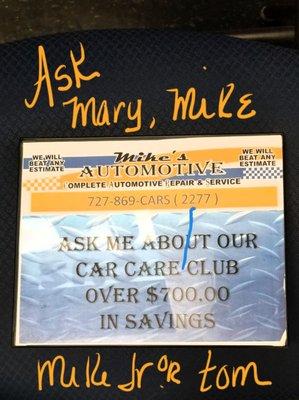 Ask
Mary, Mike
WE WILL
BEAT ANY
ESTIMATE
Mike's
AUTOMOTIVE
COMPLETE AUTOMOTIVE REPAIR & SERVICE
WE WILL
BEAT ANY
ESTIMATE
727-869-CARS ( 2277 )
ASK ME ABOUT OUR
CAR CARE CLUB
OVER $700.00
IN SAVINGS
Mike Jr or tom